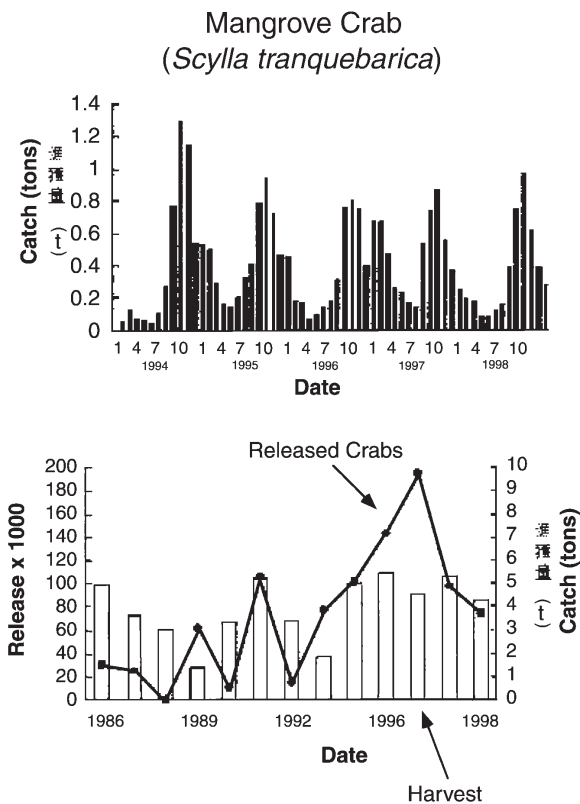 Mangrove Crab
(Scylla tranquebarica)
1.4
1.2
1
0.8
0.6
0.4
0.2
0
Catch (tons)
(t)
1 4 7 10 1 4 7 10 1 4 7 10 1 4 7 10 1 4 7 10
1994 1995 1996 1997 1998
Date
Released Crabs
200
180
160
140
120
100
80
60
40
20
0
Release x 1000
10
9
8
7
6
5
4
3
2
1
0
Catch (tons)
(t)
1986 1989 1992 1996 1998
Date
Harvest